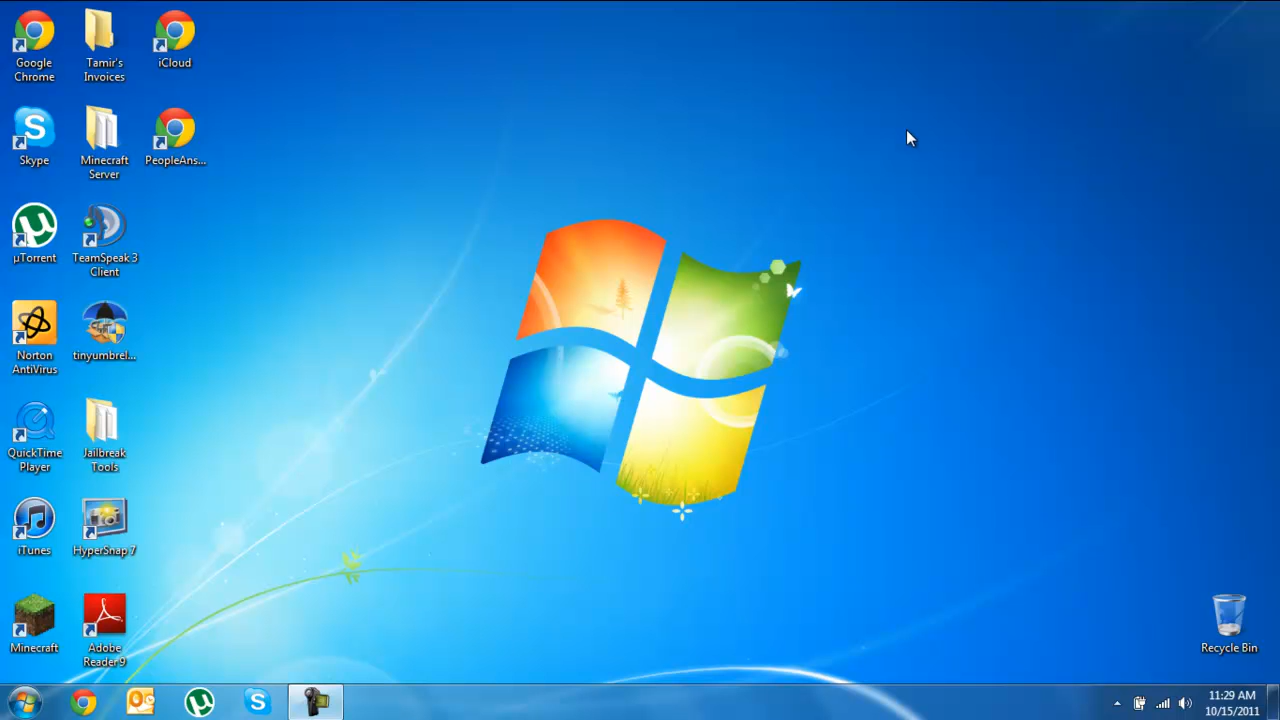 Google
Chrome
Tamir's
Invoices
iCloud
Skype
Minecraft
Server
PeopleAns...
µTorrent
TeamSpeak 3
Client
Norton
AntiVirus
tinyumbrel...
QuickTime
Player
Jailbreak
Tools
iTunes
HyperSnap 7
Minecraft
Adobe
Reader 9
Recycle Bin
11:29 AM
10/15/2011